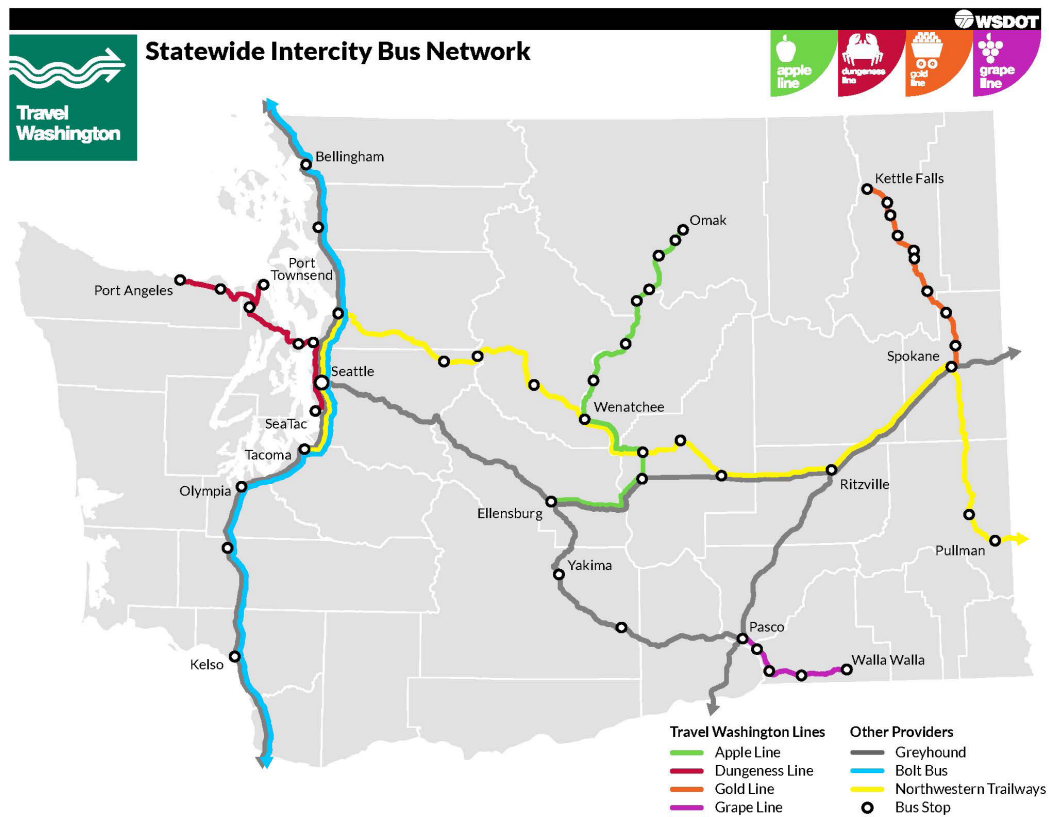 WSDOT
Travel
Washington
Statewide Intercity Bus Network
apple
line
dungeness
line
gold
line
grape
line
Bellingham
Kettle Falls
Omak
Port
Townsend
Port Angeles
Spokane
Seattle
Wenatchee
SeaTac
Tacoma
Ritzville
Olympia
Ellensburg
Pullman
Yakima
Pasco
Walla Walla
Kelso
Travel Washington Lines
Apple Line
Dungeness Line
Gold Line
Grape Line
Other Providers
Greyhound
Bolt Bus
Northwestern Trailways
Bus Stop